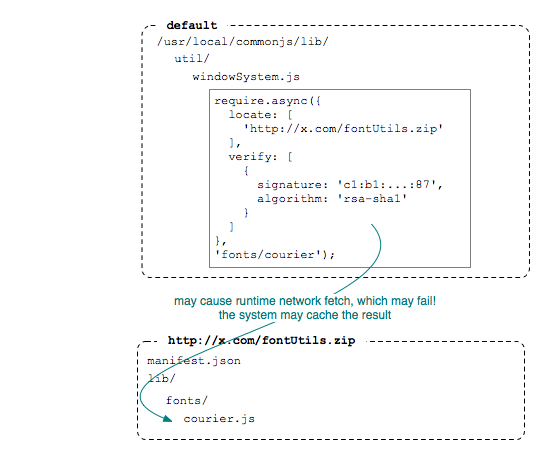 default
/usr/local/commonjs/lib/
util/
windowSystem.js
require.async({
locate: [
'http://x.com/fontUtils.zip'
],
verify: [
{
signature: 'c1:b1:...:87',
algorithm: 'rsa-sha1'
}
]
},
'fonts/courier');
may cause runtime network fetch, which may fail!
the system may cache the result
http://x.com/fontUtils.zip
manifest.json
lib/
fonts/
courier.js